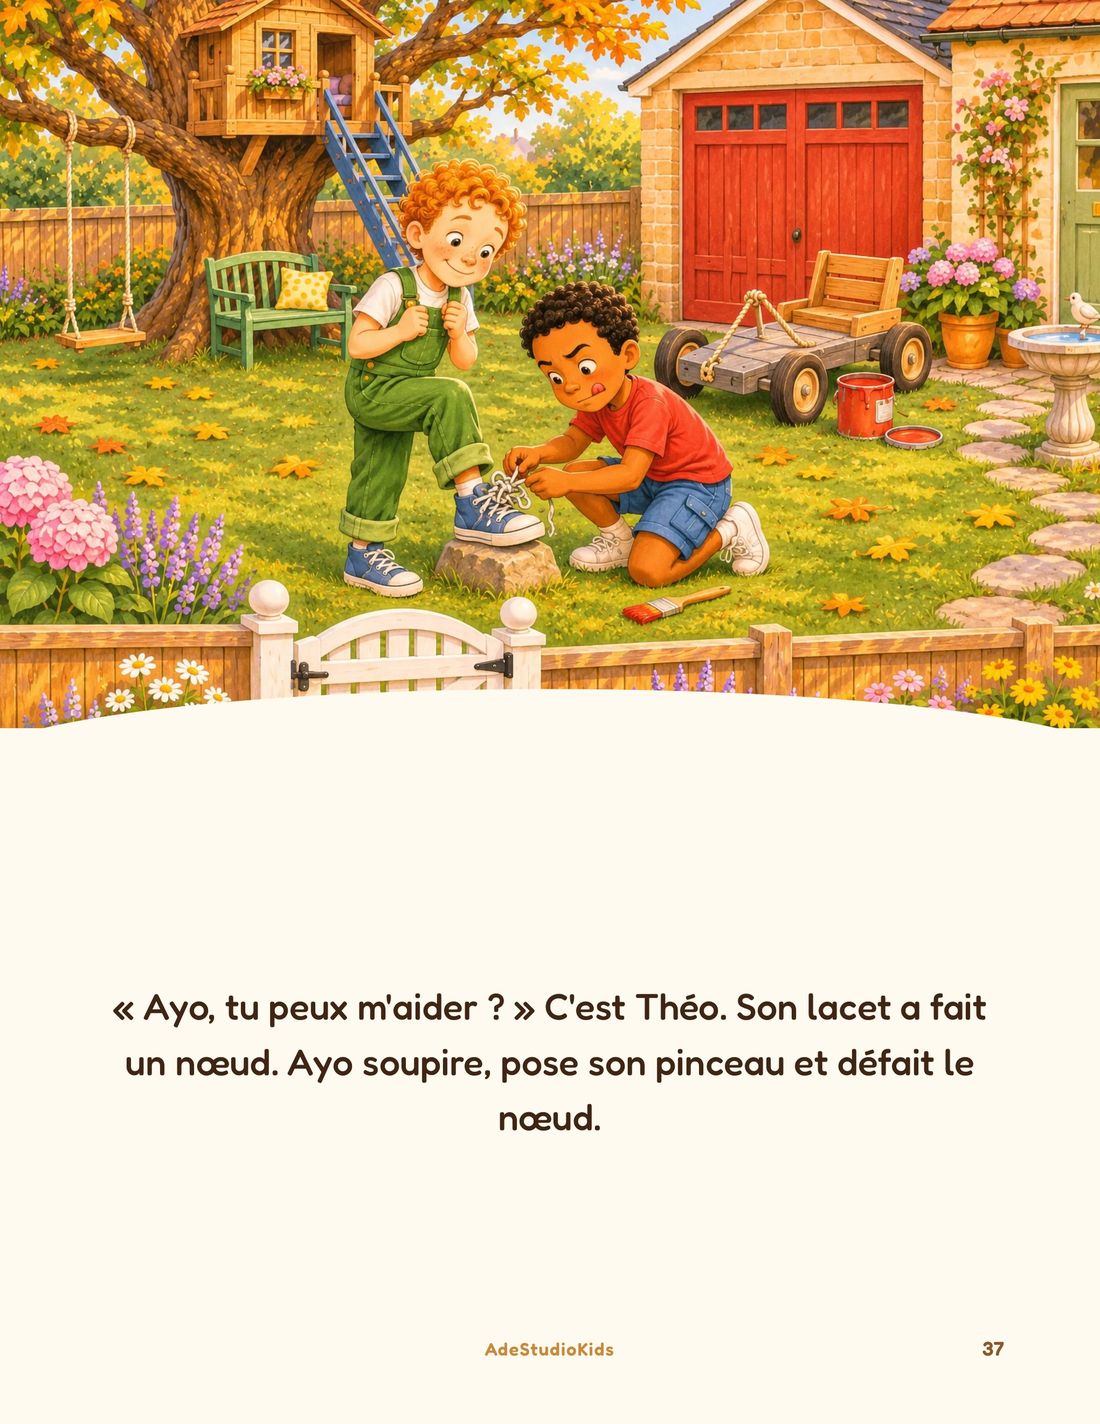 « Ayo, tu peux m'aider ? » C'est Théo. Son lacet a fait
un nœud. Ayo soupire, pose son pinceau et défait le
nœud.
AdeStudioKids
37